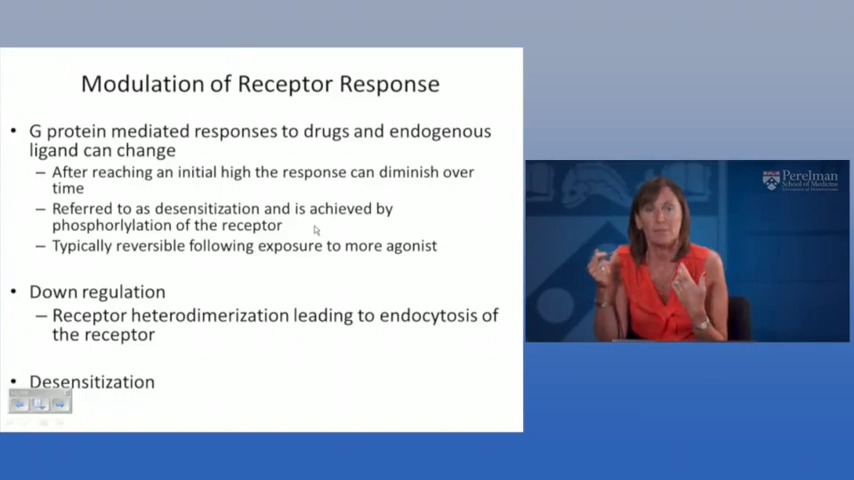 Modulation of Receptor Response
• G protein mediated responses to drugs and endogenous
ligand can change
– After reaching an initial high the response can diminish over
time
– Referred to as desensitization and is achieved by
phosphorlylation of the receptor
– Typically reversible following exposure to more agonist
• Down regulation
– Receptor heterodimerization leading to endocytosis of
the receptor
• Desensitization
Perelman
School of Medicine